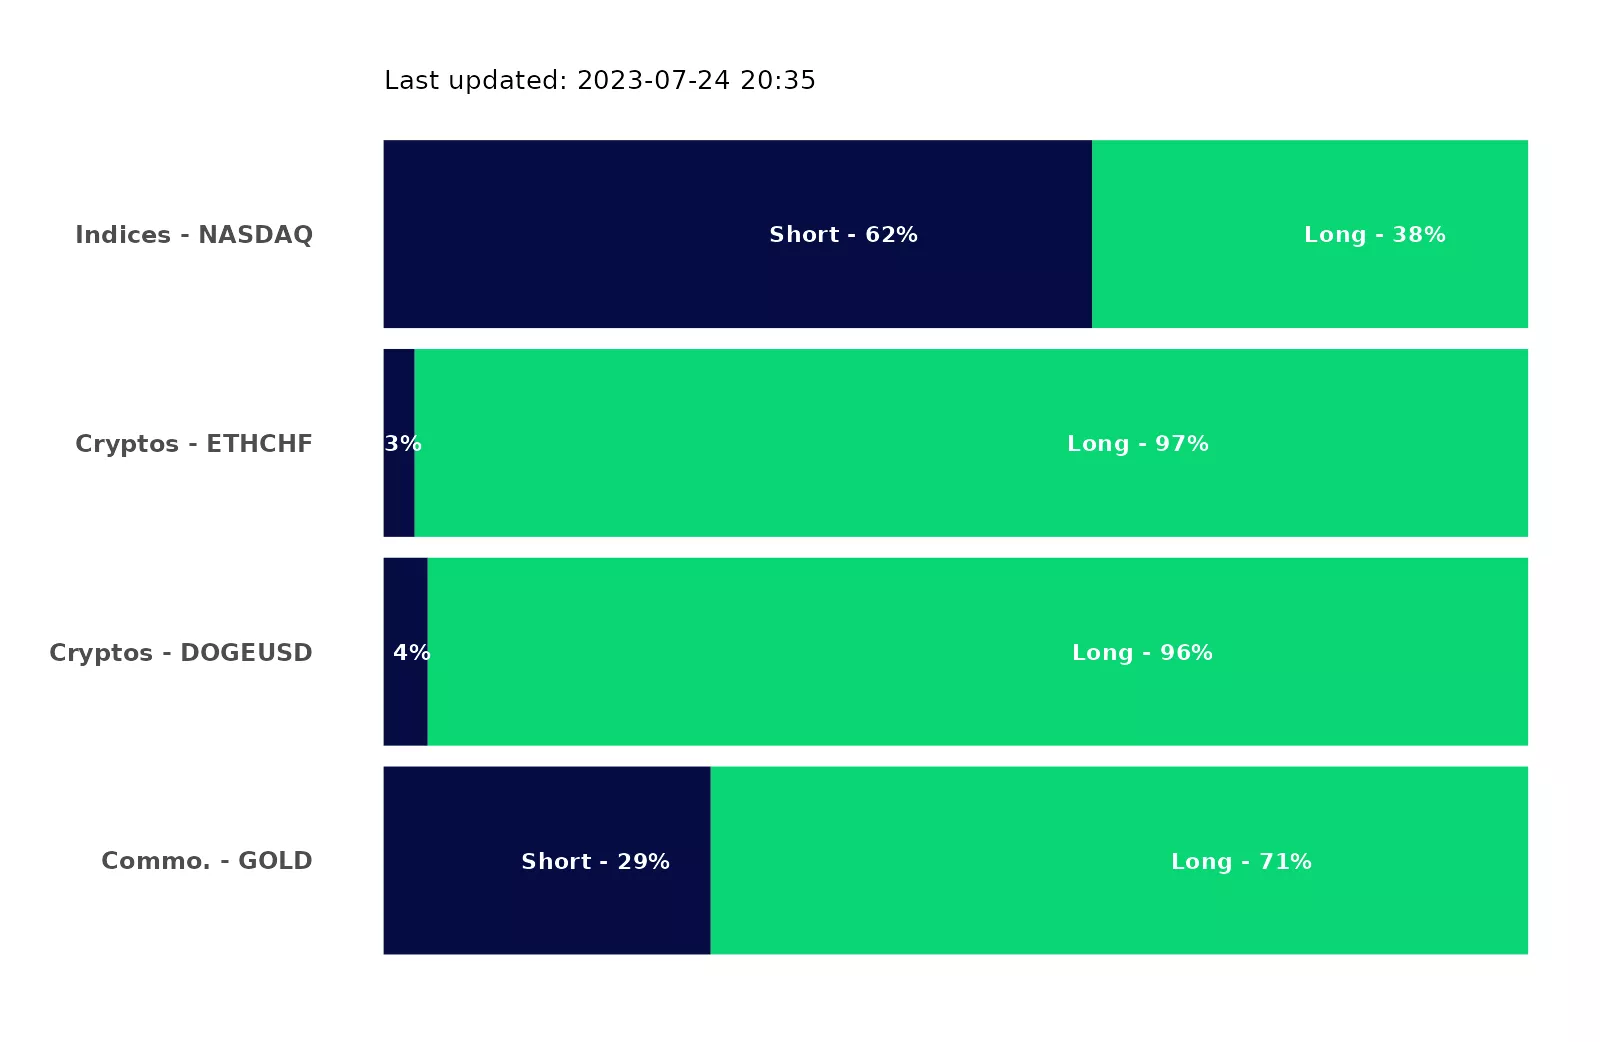 Last updated: 2023-07-24 20:35
Indices - NASDAQ Short - 62% Long - 38%
Cryptos - ETHCHF 3% Long - 97%
Cryptos - DOGEUSD 4% Long - 96%
Commo. - GOLD Short - 29% Long - 71%